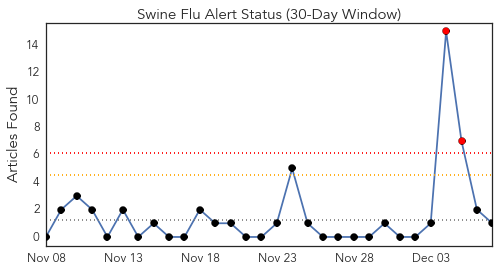 Swine Flu Alert Status (30-Day Window)
Articles Found
14
12
10
8
6
4
2
0
Nov 08 Nov 13 Nov 18 Nov 23 Nov 28 Dec 03